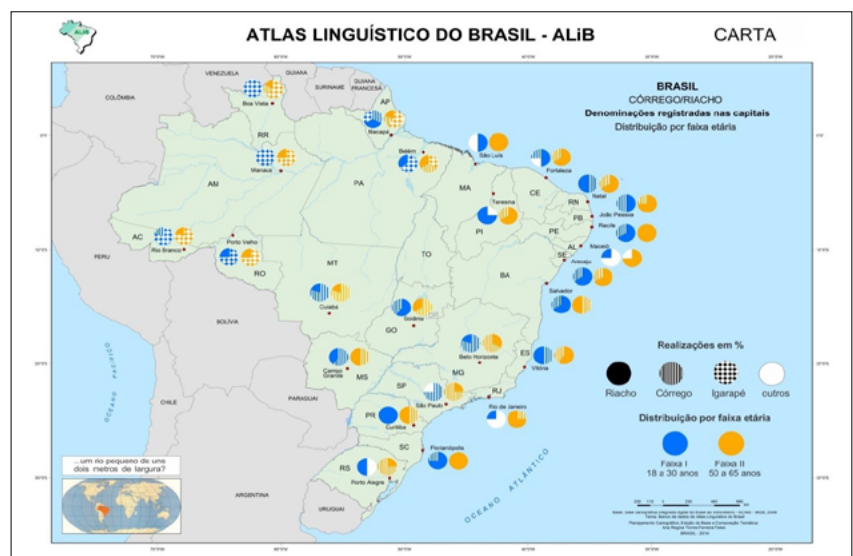 ALiB
ATLAS LINGUÍSTICO DO BRASIL - ALiB
CARTA
BRASIL
CÓRREGO/RIACHO
Denominações registradas nas capitais
Distribuição por faixa etária
COLÔMBIA
VENEZUELA
GUIANA
SURINAME
GUIANA
FRANCESA
Boa Vista
RR
AP
Macapá
Belém
São Luís
Fortaleza
Manaus
AM
PA
MA
CE
Teresina
RN
Natal
João Pessoa
PB
PI
PE
Recife
AL
Maceió
SE
Aracaju
AC
Rio Branco
Porto Velho
RO
TO
MT
BA
Salvador
PERU
BOLÍVIA
Cuiabá
GO
Goiânia
Belo Horizonte
MG
ES
Vitória
Campo
Grande
MS
SP
São Paulo
RJ
Rio de Janeiro
PARAGUAI
CHILE
PR
Curitiba
SC
Florianópolis
RS
Porto Alegre
ARGENTINA
URUGUAI
OCEANO PACÍFICO
OCEANO ATLÂNTICO
Realizações em %
Riacho
Córrego
Igarapé
outros
Distribuição por faixa etária
Faixa I
18 a 30 anos
Faixa II
50 a 65 anos
...um rio pequeno de uns
dois metros de largura?
BRASIL, 2014